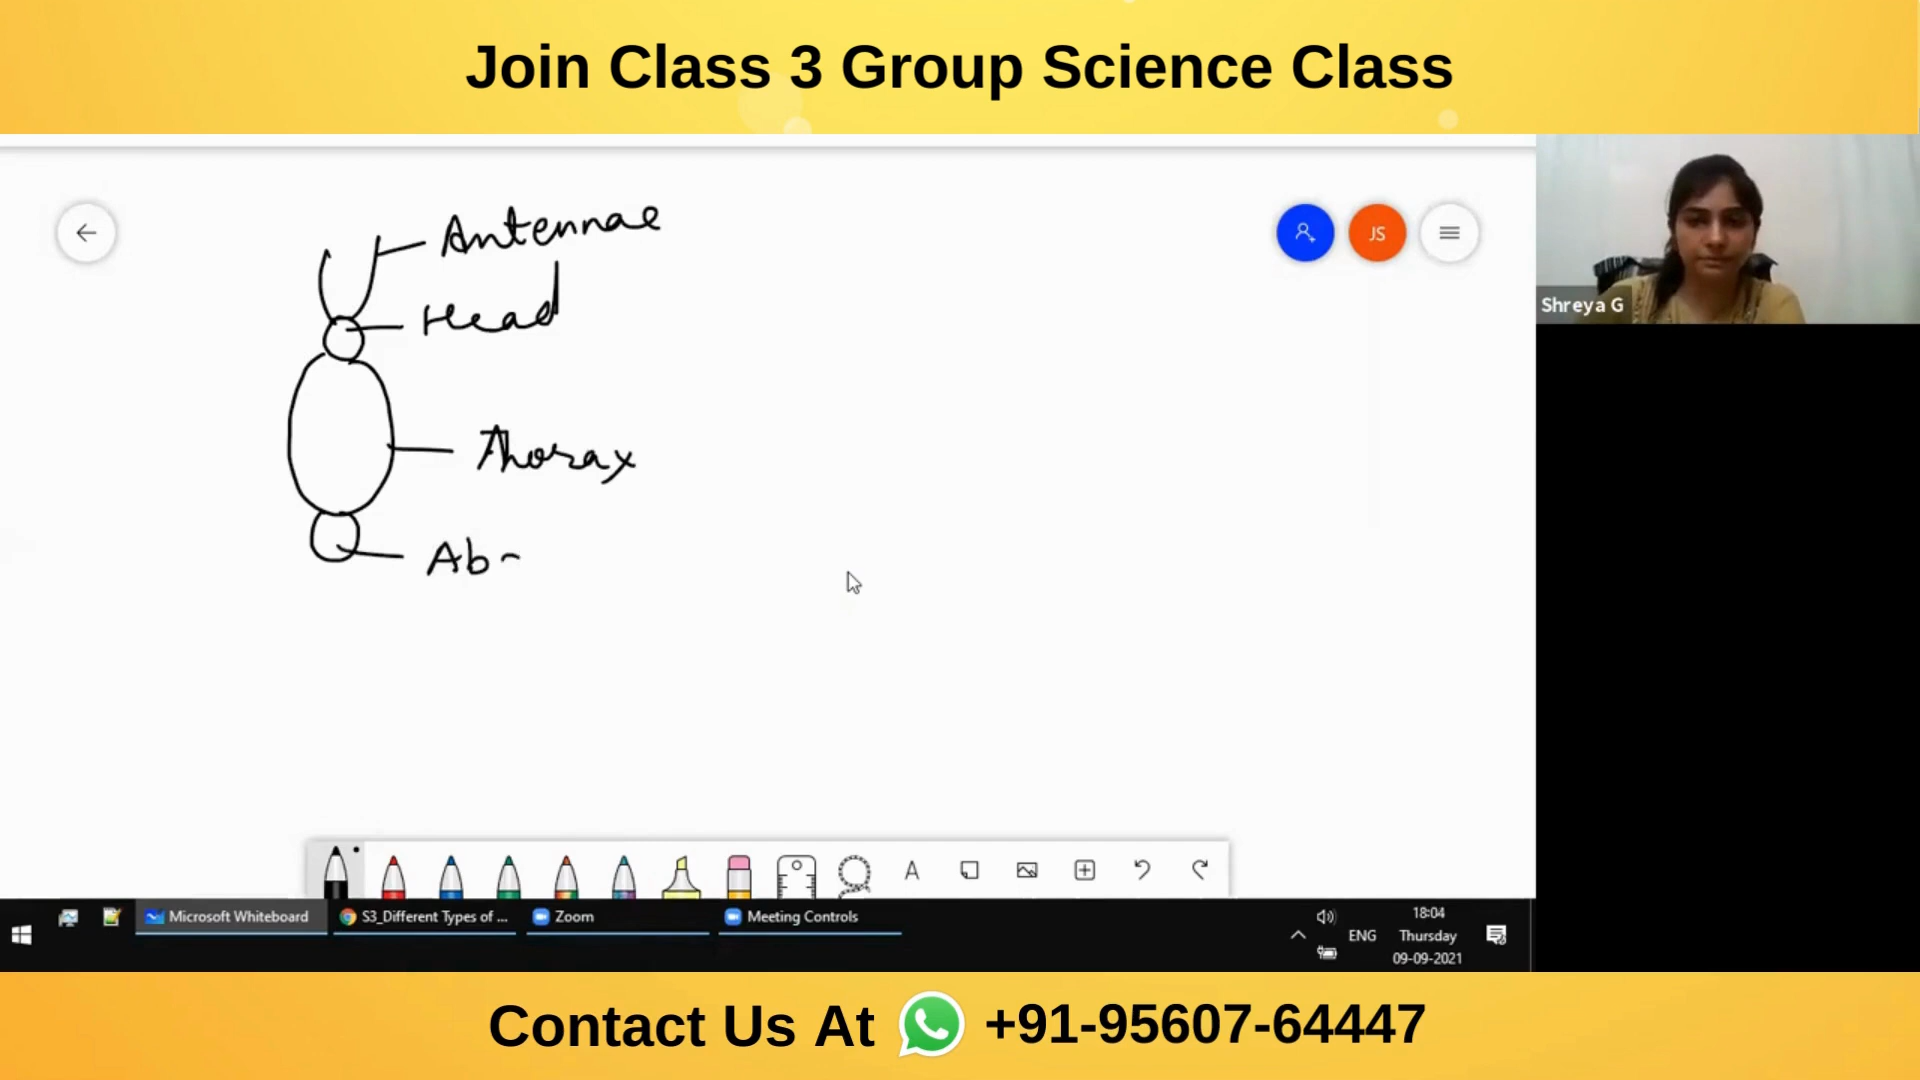 Join Class 3 Group Science Class
Antennae
Head
Thorax
Ab
JS
Shreya G
A
Microsoft Whiteboard
S3_Different Types of ...
Zoom
Meeting Controls
ENG
18:04
Thursday
09-09-2021
Contact Us At +91-95607-64447